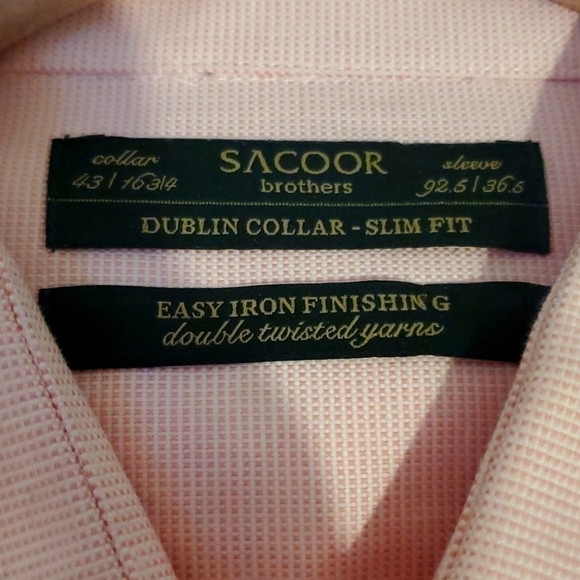 collar SACOOR sleeve
43 | 16 3|4 brothers 92.5 | 36.5
DUBLIN COLLAR - SLIM FIT
EASY IRON FINISHING
double twisted yarns